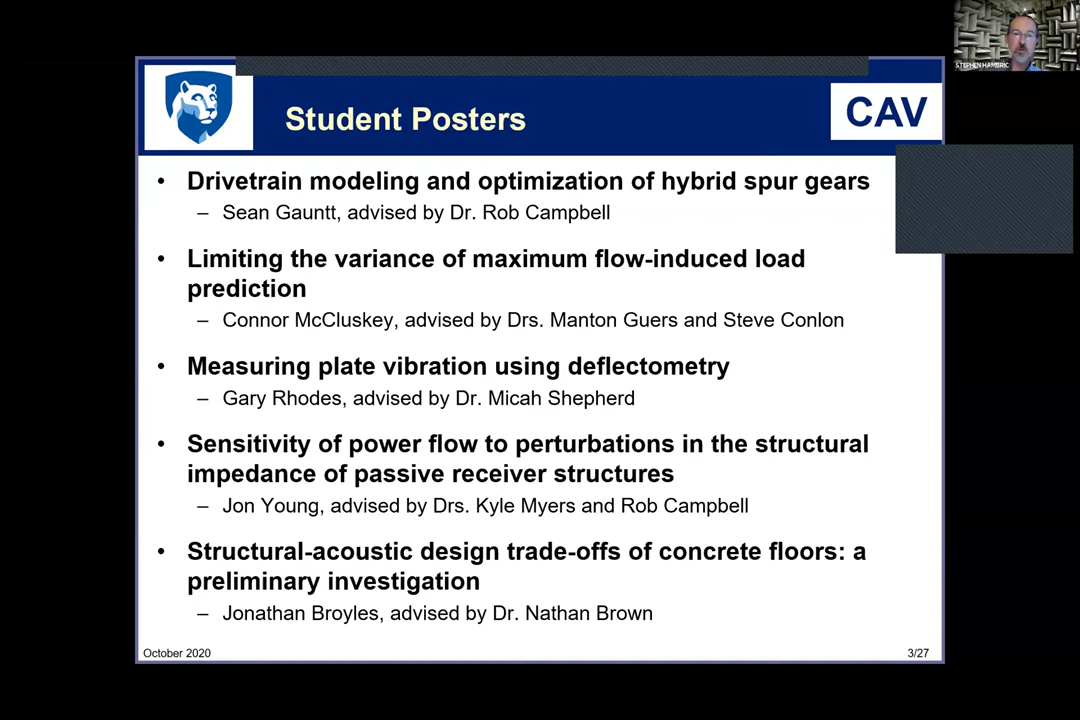 STEPHEN HAMBRIC
Student Posters
CAV
• Drivetrain modeling and optimization of hybrid spur gears
– Sean Gauntt, advised by Dr. Rob Campbell
• Limiting the variance of maximum flow-induced load
prediction
– Connor McCluskey, advised by Drs. Manton Guers and Steve Conlon
• Measuring plate vibration using deflectometry
– Gary Rhodes, advised by Dr. Micah Shepherd
• Sensitivity of power flow to perturbations in the structural
impedance of passive receiver structures
– Jon Young, advised by Drs. Kyle Myers and Rob Campbell
• Structural-acoustic design trade-offs of concrete floors: a
preliminary investigation
– Jonathan Broyles, advised by Dr. Nathan Brown
October 2020
3/27